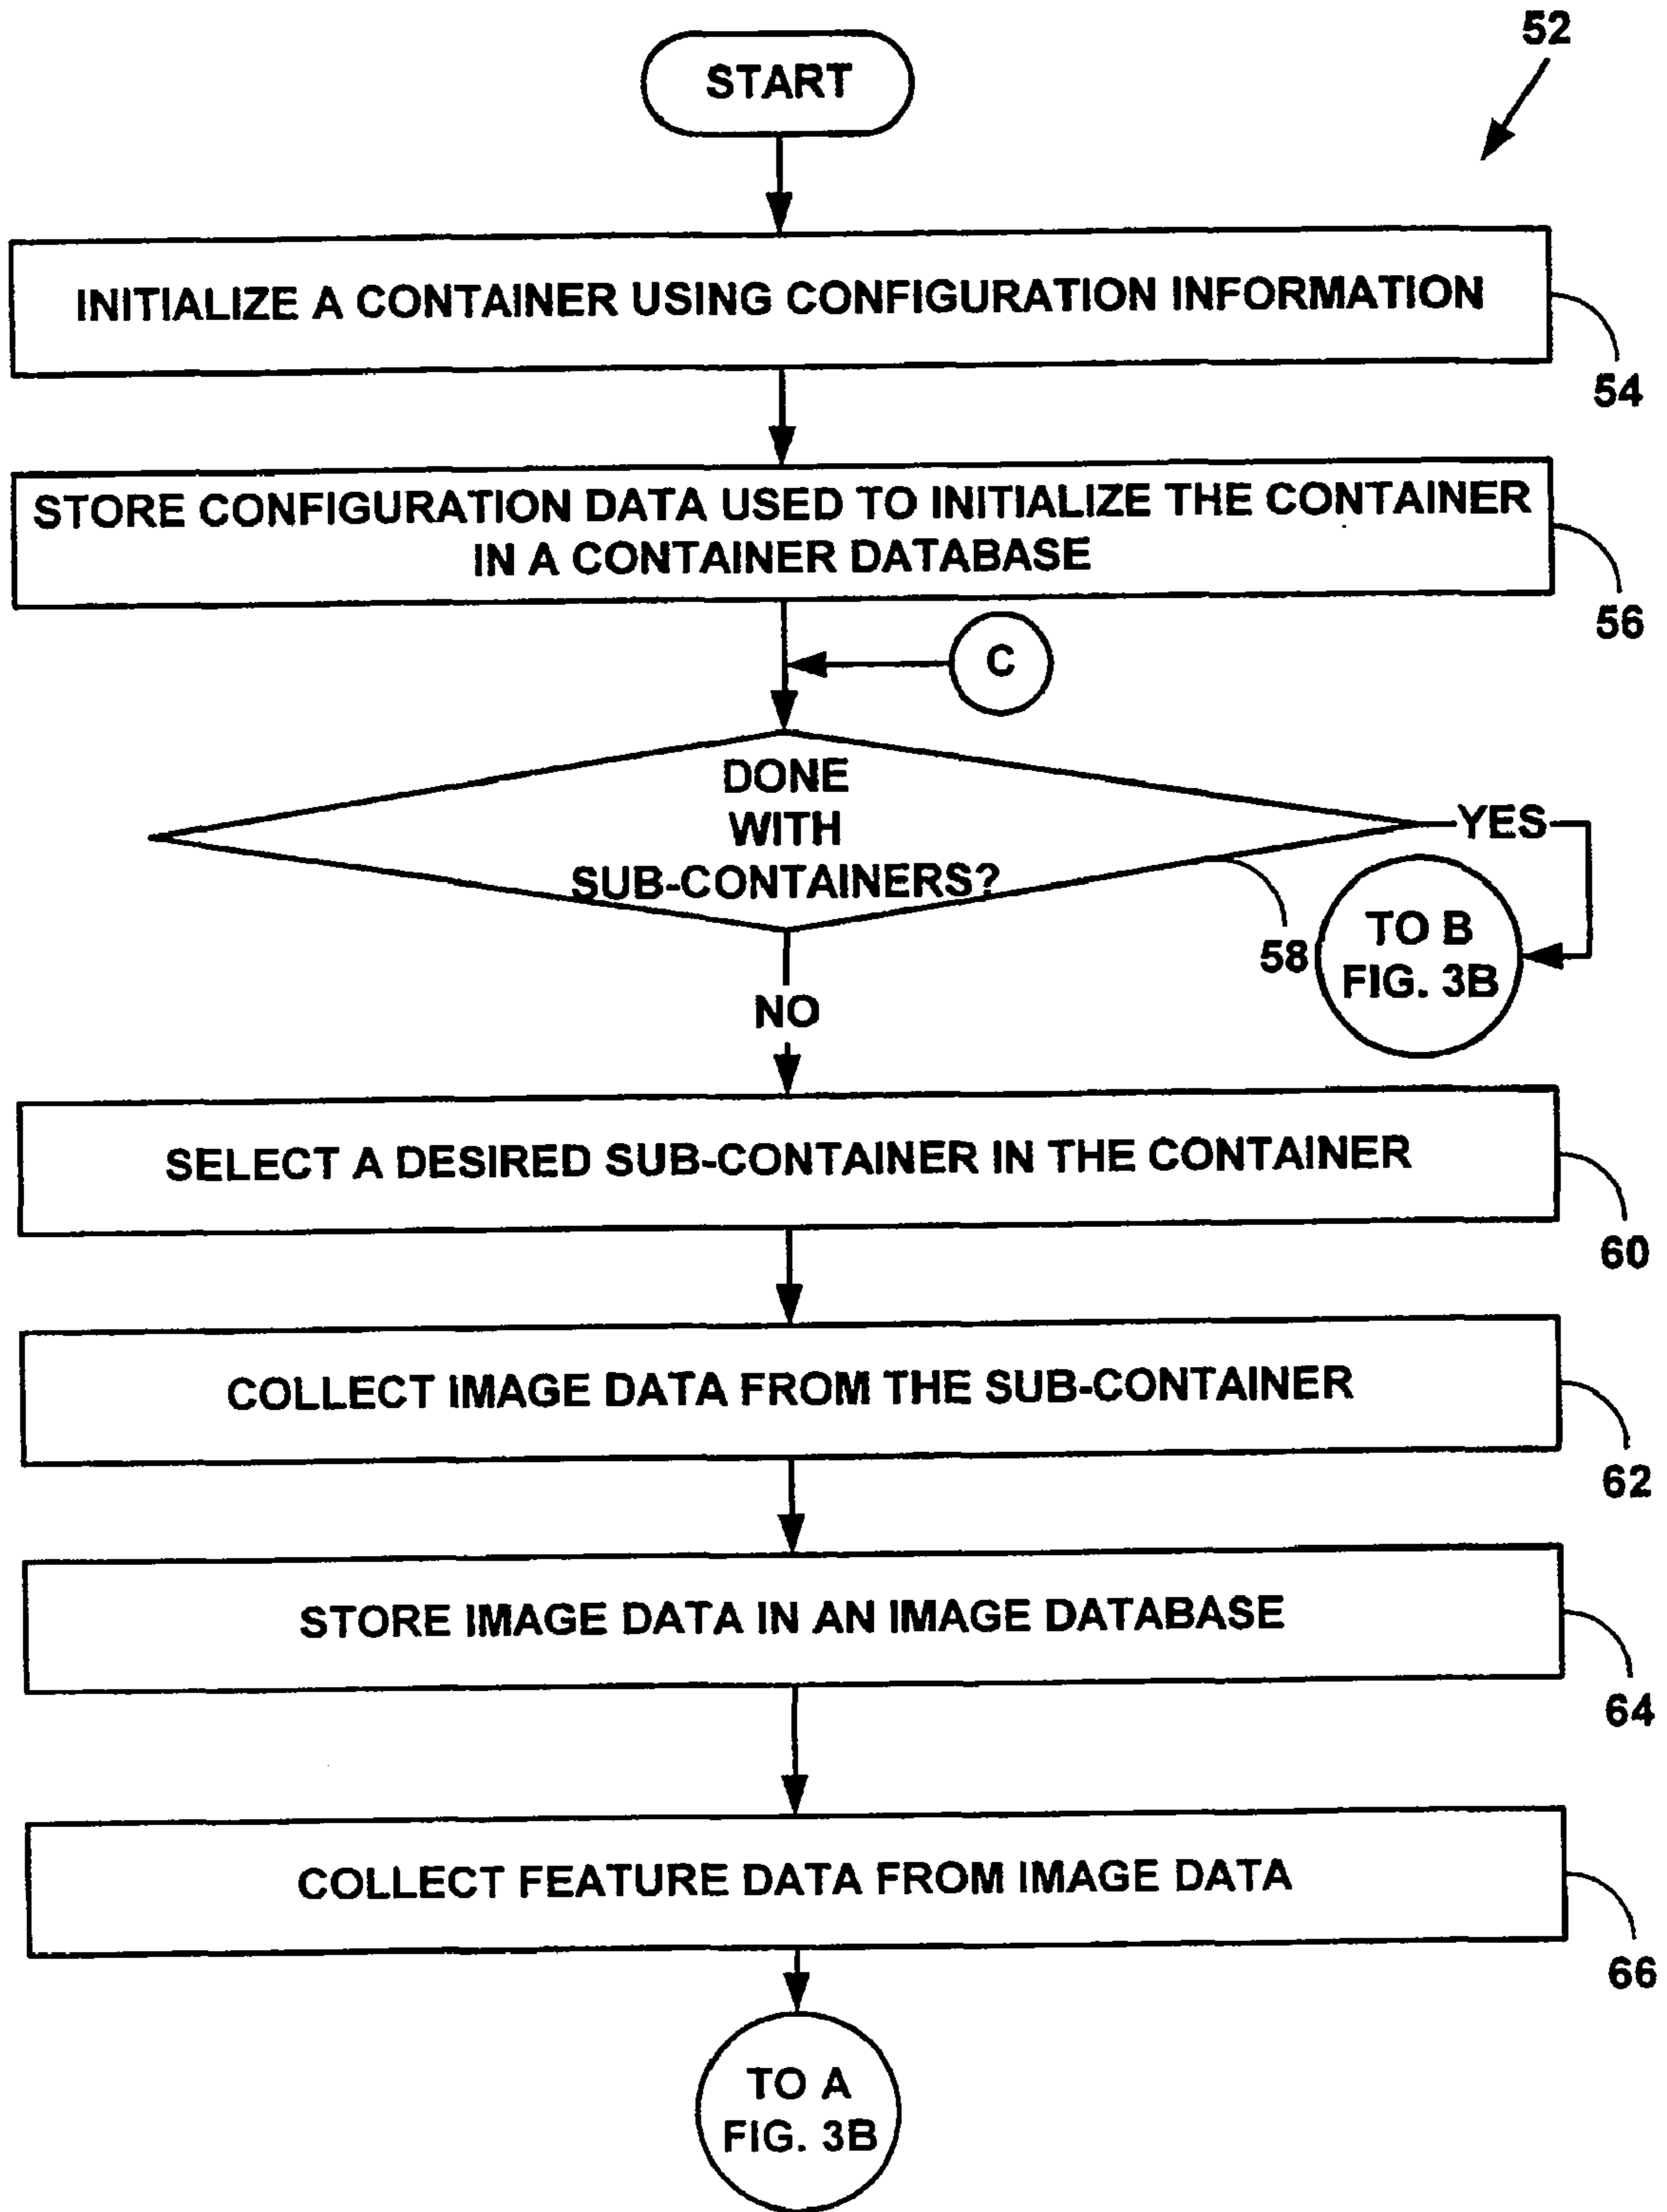 52
START
INITIALIZE A CONTAINER USING CONFIGURATION INFORMATION
54
STORE CONFIGURATION DATA USED TO INITIALIZE THE CONTAINER
IN A CONTAINER DATABASE
56
C
DONE
WITH
SUB-CONTAINERS?
YES
58
TO B
FIG. 3B
NO
SELECT A DESIRED SUB-CONTAINER IN THE CONTAINER
60
COLLECT IMAGE DATA FROM THE SUB-CONTAINER
62
STORE IMAGE DATA IN AN IMAGE DATABASE
64
COLLECT FEATURE DATA FROM IMAGE DATA
66
TO A
FIG. 3B